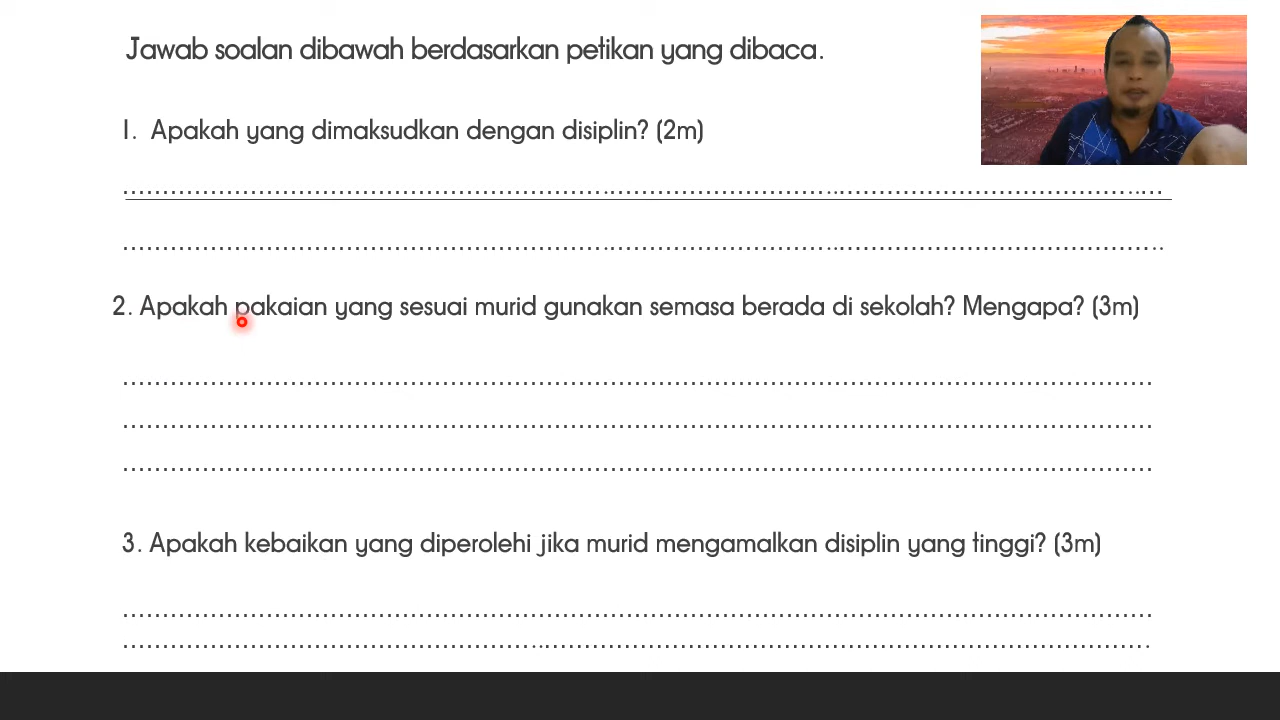 Jawab soalan dibawah berdasarkan petikan yang dibaca.
1. Apakah yang dimaksudkan dengan disiplin? (2m)
2. Apakah pakaian yang sesuai murid gunakan semasa berada di sekolah? Mengapa? (3m)
3. Apakah kebaikan yang diperolehi jika murid mengamalkan disiplin yang tinggi? (3m)